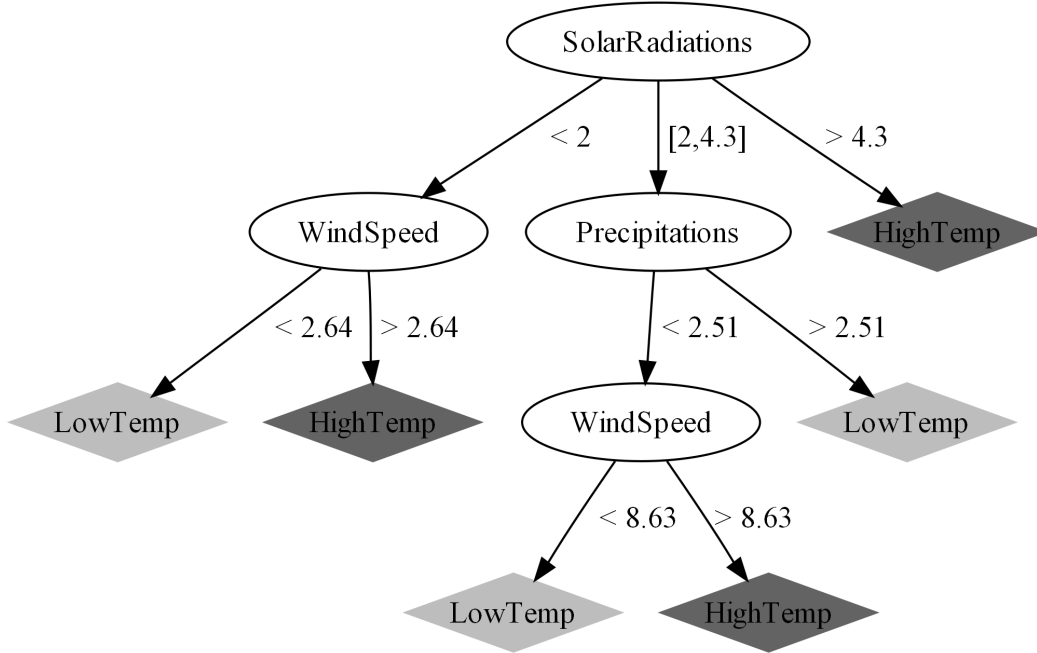 SolarRadiations
< 2
[2,4.3]
> 4.3
WindSpeed
Precipitations
HighTemp
< 2.64
> 2.64
< 2.51
> 2.51
LowTemp
HighTemp
WindSpeed
LowTemp
< 8.63
> 8.63
LowTemp
HighTemp